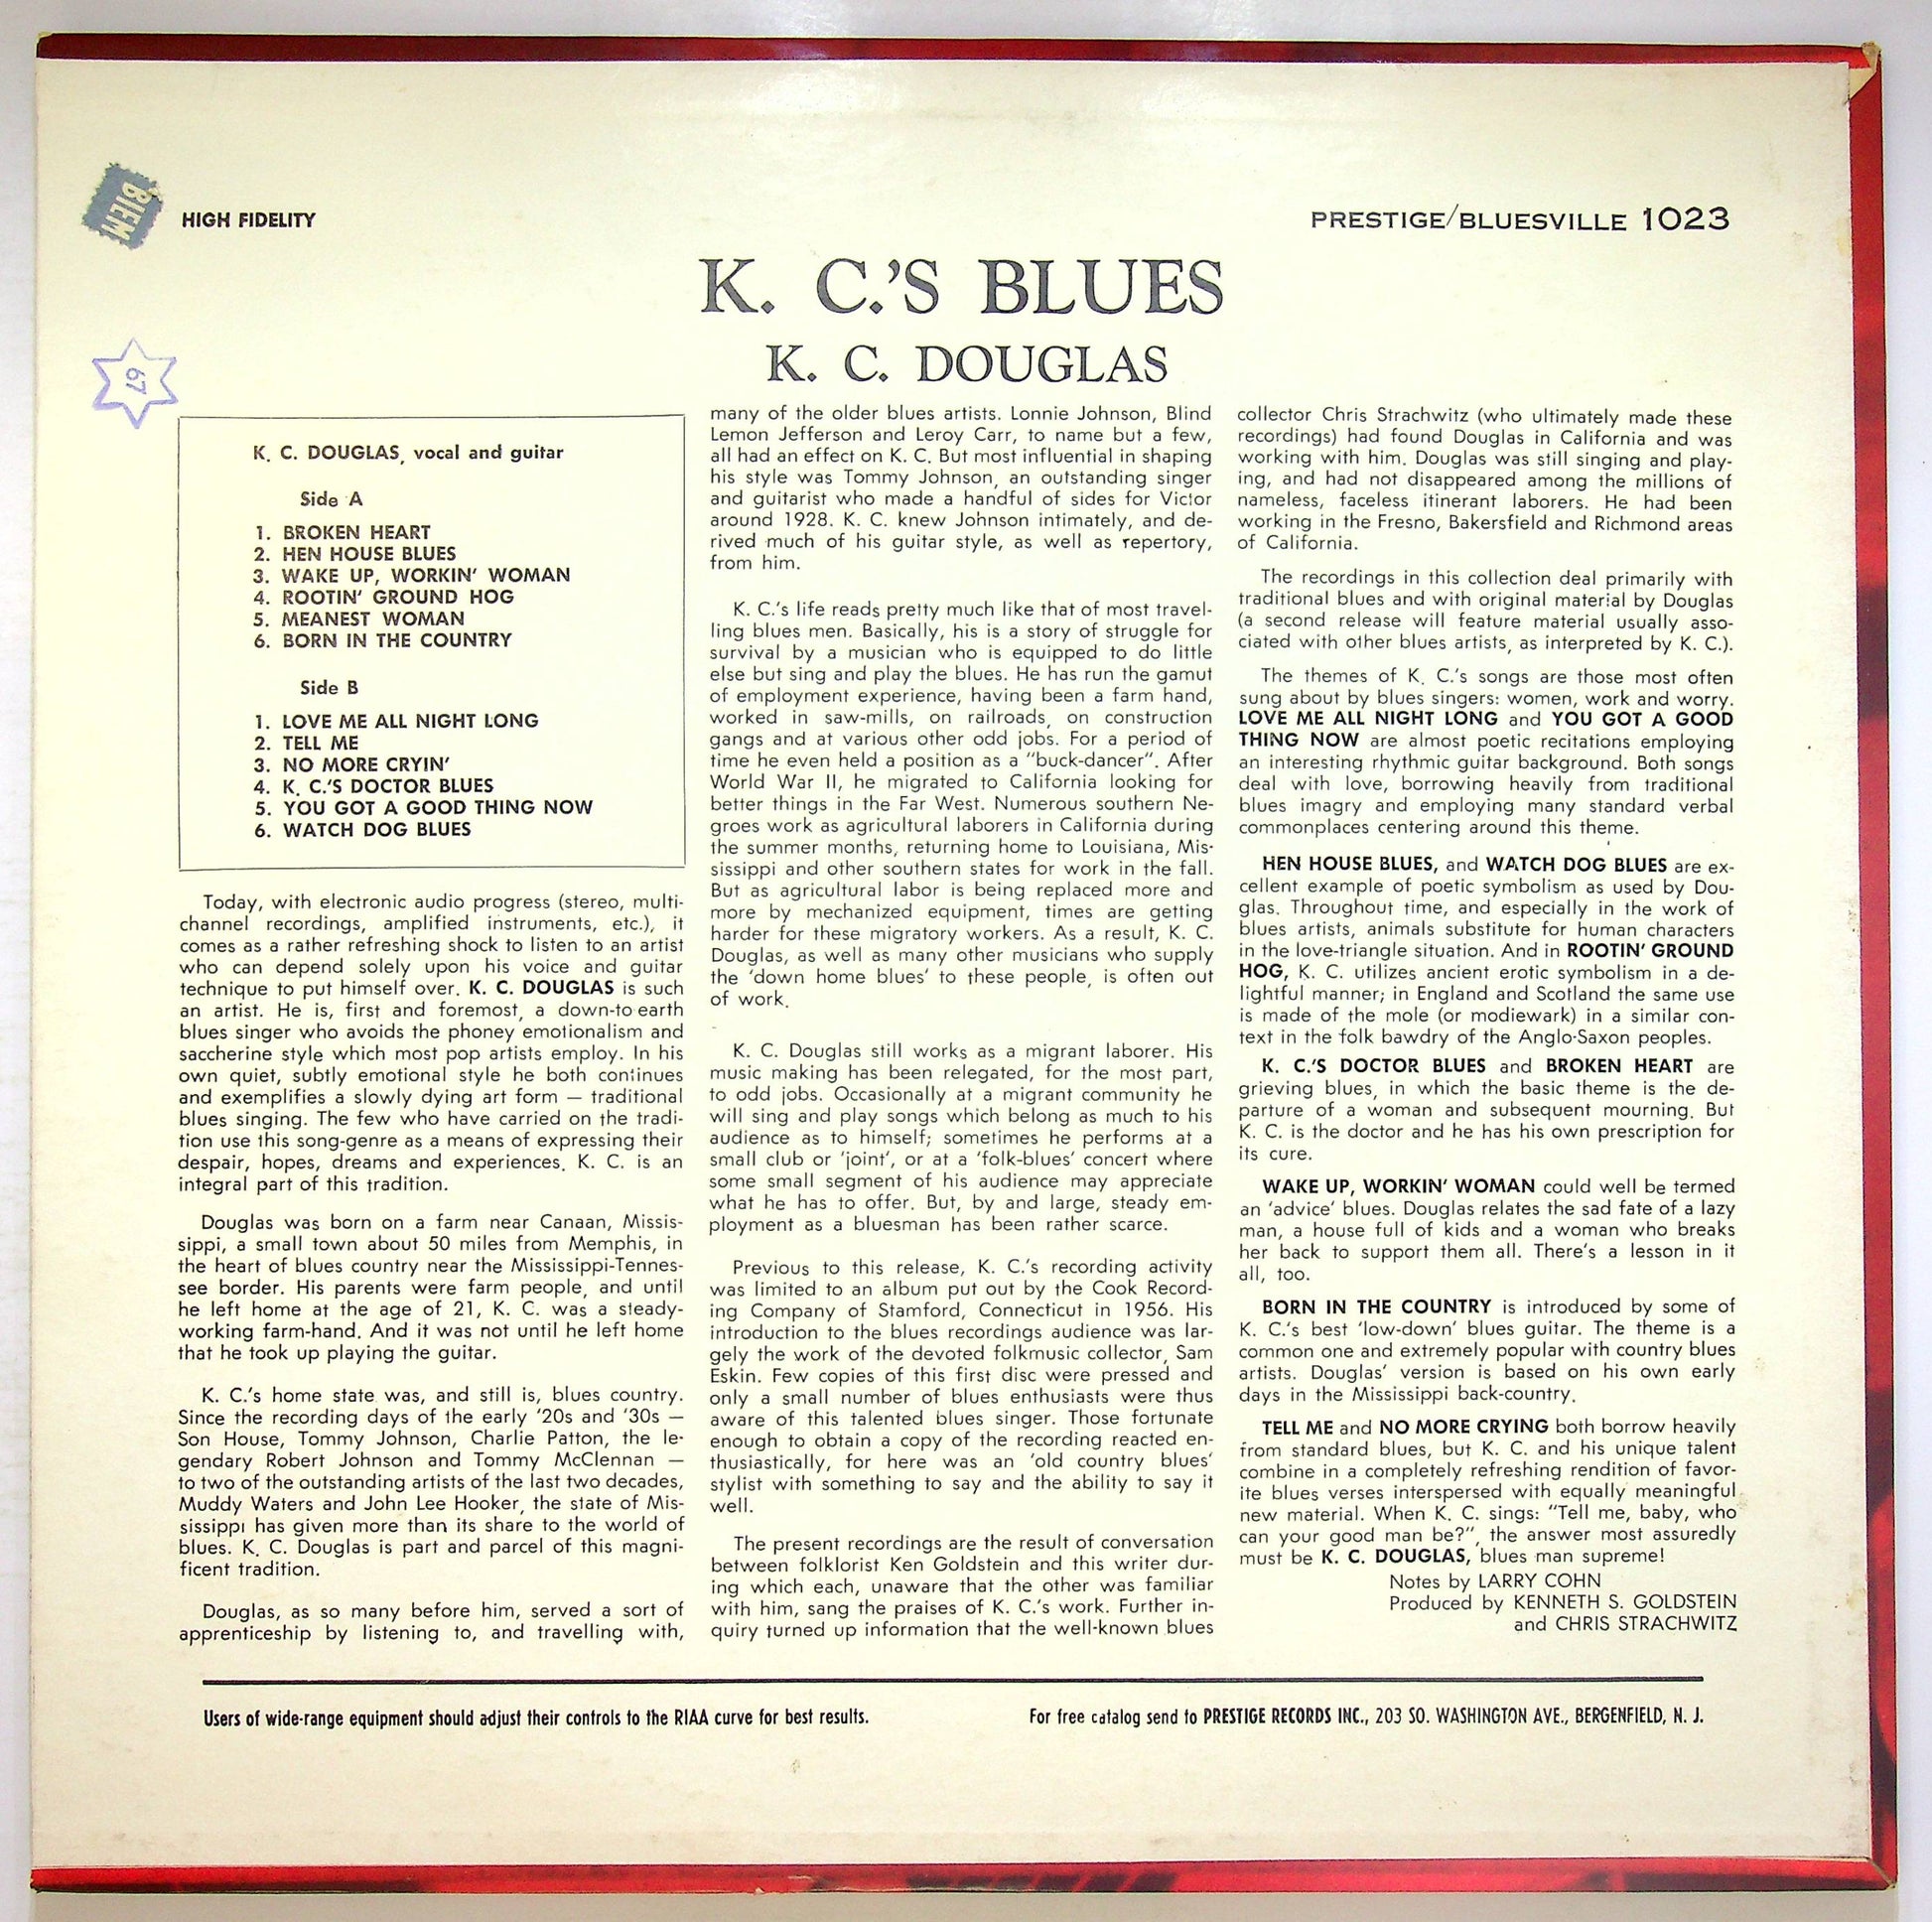 BIEM
HIGH FIDELITY
PRESTIGE/BLUESVILLE 1023
K. C.'S BLUES
K. C. DOUGLAS
67
K. C. DOUGLAS, vocal and guitar
Side A
1. BROKEN HEART
2. HEN HOUSE BLUES
3. WAKE UP, WORKIN' WOMAN
4. ROOTIN' GROUND HOG
5. MEANEST WOMAN
6. BORN IN THE COUNTRY
Side B
1. LOVE ME ALL NIGHT LONG
2. TELL ME
3. NO MORE CRYIN'
4. K. C.'S DOCTOR BLUES
5. YOU GOT A GOOD THING NOW
6. WATCH DOG BLUES
Today, with electronic audio progress (stereo, multi-
channel recordings, amplified instruments, etc.), it
comes as a rather refreshing shock to listen to an artist
who can depend solely upon his voice and guitar
technique to put himself over. K. C. DOUGLAS is such
an artist. He is, first and foremost, a down-to-earth
blues singer who avoids the phoney emotionalism and
saccherine style which most pop artists employ. In his
own quiet, subtly emotional style he both continues
and exemplifies a slowly dying art form — traditional
blues singing. The few who have carried on the tradi-
tion use this song-genre as a means of expressing their
despair, hopes, dreams and experiences. K. C. is an
integral part of this tradition.
Douglas was born on a farm near Canaan, Missis-
sippi, a small town about 50 miles from Memphis, in
the heart of blues country near the Mississippi-Tennes-
see border. His parents were farm people, and until
he left home at the age of 21, K. C. was a steady-
working farm-hand. And it was not until he left home
that he took up playing the guitar.
K. C.'s home state was, and still is, blues country.
Since the recording days of the early '20s and '30s —
Son House, Tommy Johnson, Charlie Patton, the le-
gendary Robert Johnson and Tommy McClennan —
to two of the outstanding artists of the last two decades,
Muddy Waters and John Lee Hooker, the state of Mis-
sissippi has given more than its share to the world of
blues. K. C. Douglas is part and parcel of this magni-
ficent tradition.
Douglas, as so many before him, served a sort of
apprenticeship by listening to, and travelling with,
many of the older blues artists. Lonnie Johnson, Blind
Lemon Jefferson and Leroy Carr, to name but a few,
all had an effect on K. C. But most influential in shaping
his style was Tommy Johnson, an outstanding singer
and guitarist who made a handful of sides for Victor
around 1928. K. C. knew Johnson intimately, and de-
rived much of his guitar style, as well as repertory,
from him.
K. C.'s life reads pretty much like that of most travel-
ling blues men. Basically, his is a story of struggle for
survival by a musician who is equipped to do little
else but sing and play the blues. He has run the gamut
of employment experience, having been a farm hand,
worked in saw-mills, on railroads, on construction
gangs and at various other odd jobs. For a period of
time he even held a position as a "buck-dancer". After
World War II, he migrated to California looking for
better things in the Far West. Numerous southern Ne-
groes work as agricultural laborers in California during
the summer months, returning home to Louisiana, Mis-
sissippi and other southern states for work in the fall.
But as agricultural labor is being replaced more and
more by mechanized equipment, times are getting
harder for these migratory workers. As a result, K. C.
Douglas, as well as many other musicians who supply
the 'down home blues' to these people, is often out
of work.
K. C. Douglas still works as a migrant laborer. His
music making has been relegated, for the most part,
to odd jobs. Occasionally at a migrant community he
will sing and play songs which belong as much to his
audience as to himself; sometimes he performs at a
small club or 'joint', or at a 'folk-blues' concert where
some small segment of his audience may appreciate
what he has to offer. But, by and large, steady em-
ployment as a bluesman has been rather scarce.
Previous to this release, K. C.'s recording activity
was limited to an album put out by the Cook Record-
ing Company of Stamford, Connecticut in 1956. His
introduction to the blues recordings audience was lar-
gely the work of the devoted folkmusic collector, Sam
Eskin. Few copies of this first disc were pressed and
only a small number of blues enthusiasts were thus
aware of this talented blues singer. Those fortunate
enough to obtain a copy of the recording reacted en-
thusiastically, for here was an 'old country blues'
stylist with something to say and the ability to say it
well.
The present recordings are the result of conversation
between folklorist Ken Goldstein and this writer dur-
ing which each, unaware that the other was familiar
with him, sang the praises of K. C.'s work. Further in-
quiry turned up information that the well-known blues
collector Chris Strachwitz (who ultimately made these
recordings) had found Douglas in California and was
working with him. Douglas was still singing and play-
ing, and had not disappeared among the millions of
nameless, faceless itinerant laborers. He had been
working in the Fresno, Bakersfield and Richmond areas
of California.
The recordings in this collection deal primarily with
traditional blues and with original material by Douglas
(a second release will feature material usually asso-
ciated with other blues artists, as interpreted by K. C.).
The themes of K. C.'s songs are those most often
sung about by blues singers: women, work and worry.
LOVE ME ALL NIGHT LONG and YOU GOT A GOOD
THING NOW are almost poetic recitations employing
an interesting rhythmic guitar background. Both songs
deal with love, borrowing heavily from traditional
blues imagry and employing many standard verbal
commonplaces centering around this theme.
HEN HOUSE BLUES, and WATCH DOG BLUES are ex-
cellent example of poetic symbolism as used by Dou-
glas. Throughout time, and especially in the work of
blues artists, animals substitute for human characters
in the love-triangle situation. And in ROOTIN' GROUND
HOG, K. C. utilizes ancient erotic symbolism in a de-
lightful manner; in England and Scotland the same use
is made of the mole (or modiewark) in a similar con-
text in the folk bawdry of the Anglo-Saxon peoples.
K. C.'S DOCTOR BLUES and BROKEN HEART are
grieving blues, in which the basic theme is the de-
parture of a woman and subsequent mourning. But
K. C. is the doctor and he has his own prescription for
its cure.
WAKE UP, WORKIN' WOMAN could well be termed
an 'advice' blues. Douglas relates the sad fate of a lazy
man, a house full of kids and a woman who breaks
her back to support them all. There's a lesson in it
all, too.
BORN IN THE COUNTRY is introduced by some of
K. C.'s best 'low-down' blues guitar. The theme is a
common one and extremely popular with country blues
artists. Douglas' version is based on his own early
days in the Mississippi back-country.
TELL ME and NO MORE CRYING both borrow heavily
from standard blues, but K. C. and his unique talent
combine in a completely refreshing rendition of favor-
ite blues verses interspersed with equally meaningful
new material. When K. C. sings: "Tell me, baby, who
can your good man be?", the answer most assuredly
must be K. C. DOUGLAS, blues man supreme!
Notes by LARRY COHN
Produced by KENNETH S. GOLDSTEIN
and CHRIS STRACHWITZ
Users of wide-range equipment should adjust their controls to the RIAA curve for best results.
For free catalog send to PRESTIGE RECORDS INC., 203 SO. WASHINGTON AVE., BERGENFIELD, N. J.